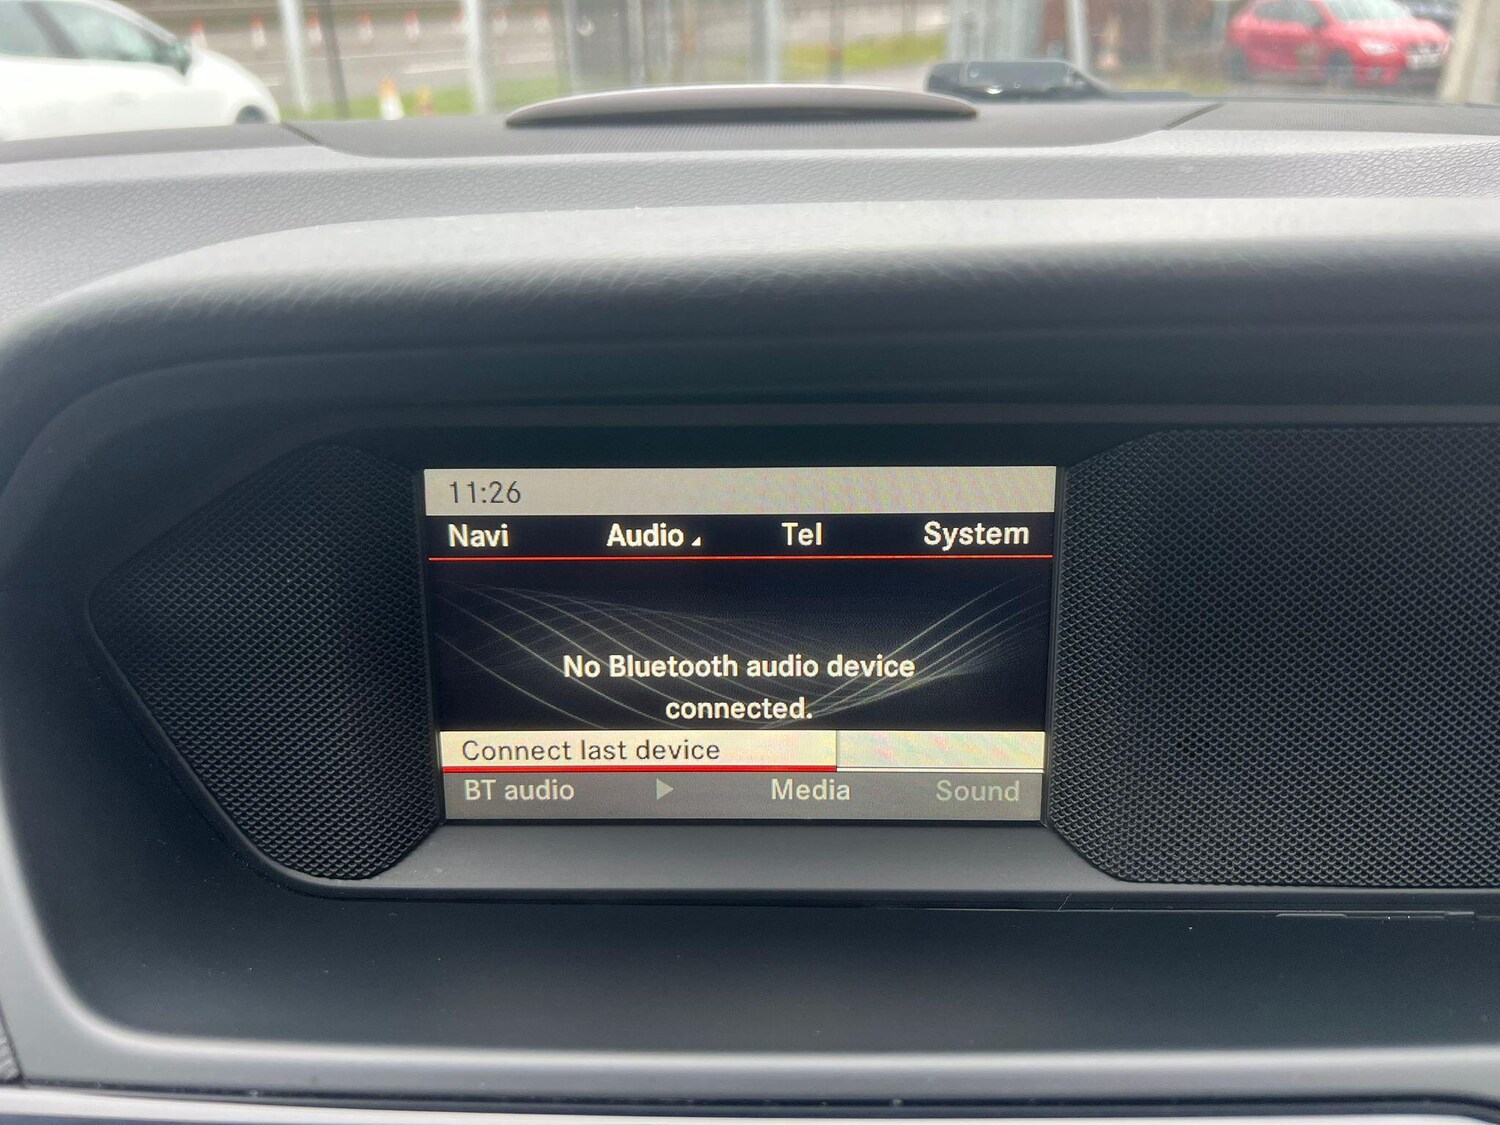 11:26
Navi Audio Tel System
No Bluetooth audio device
connected.
Connect last device
BT audio Media Sound